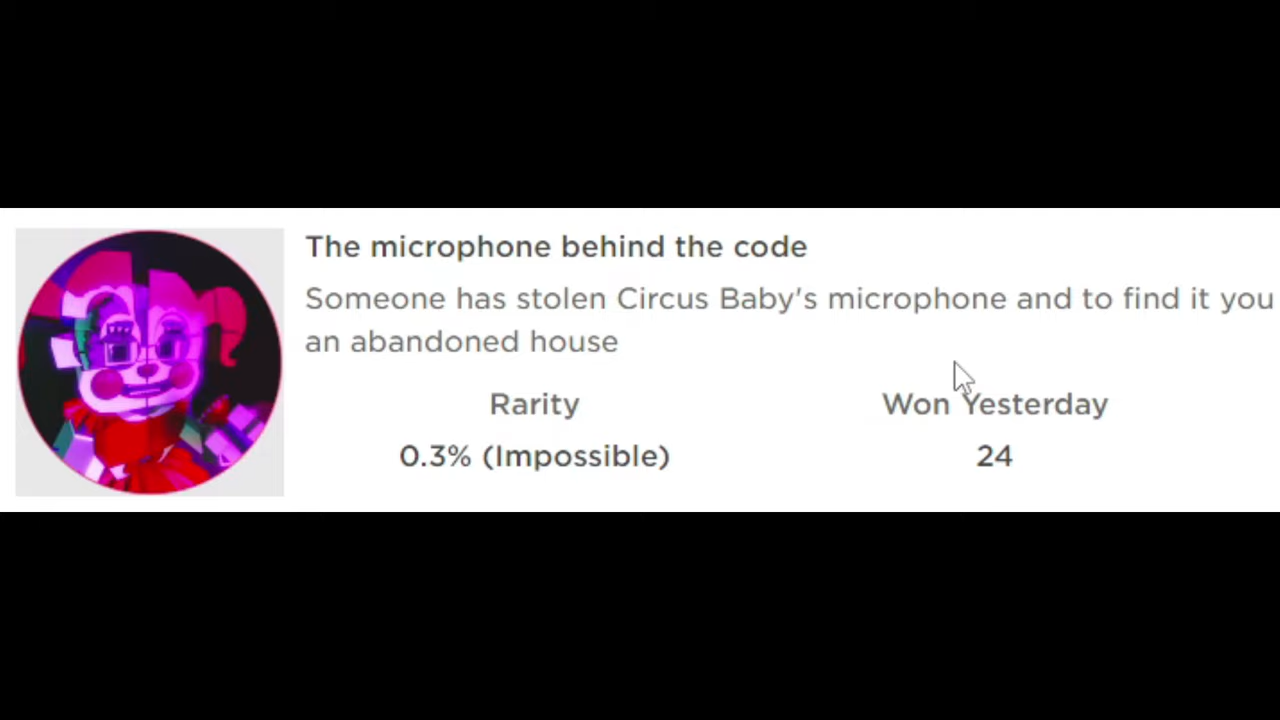 The microphone behind the code
Someone has stolen Circus Baby's microphone and to find it you
an abandoned house
Rarity
Won Yesterday
0.3% (Impossible)
24